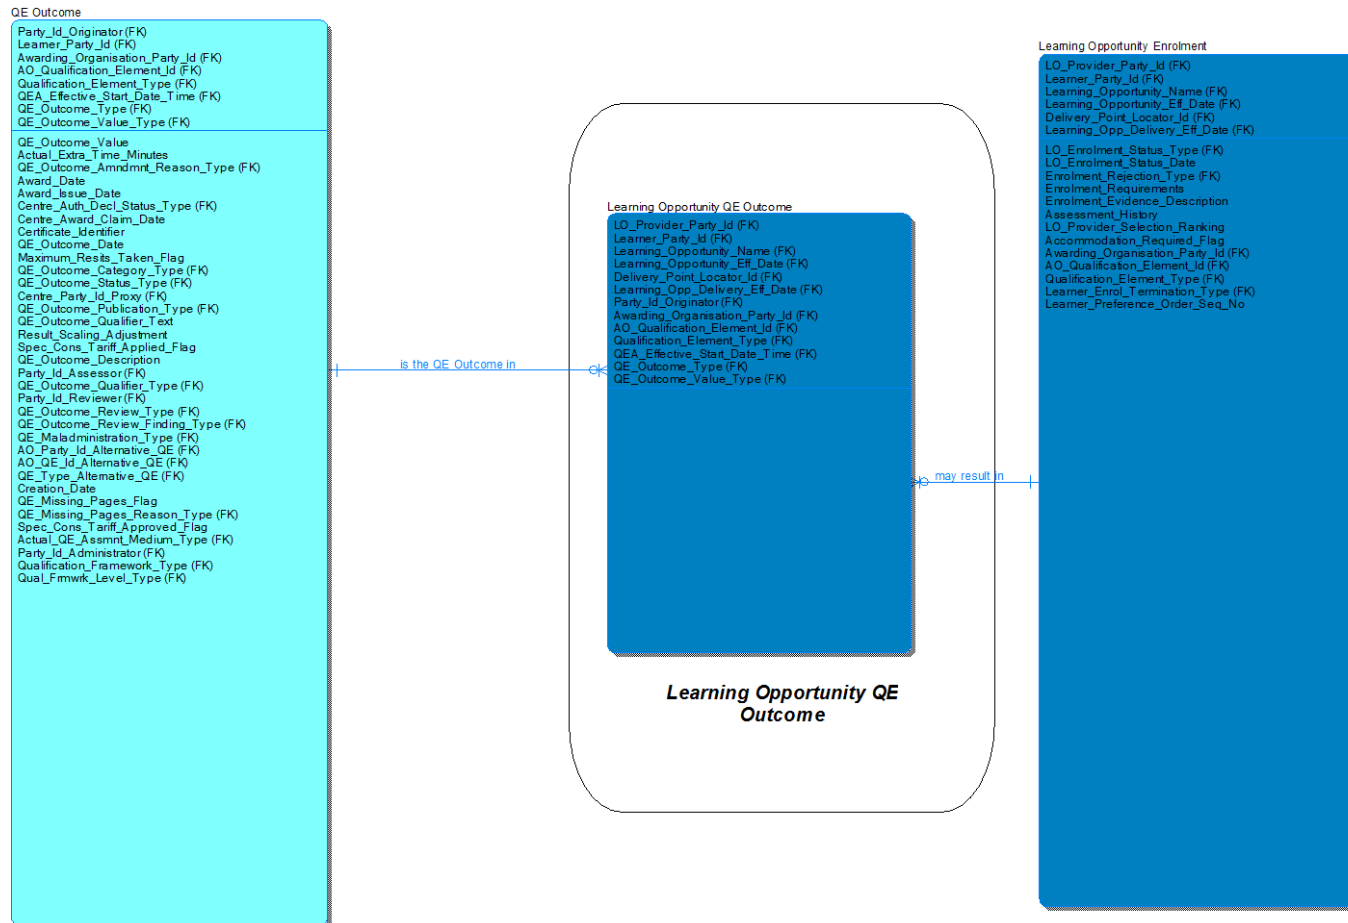 QE Outcome
Party_Id_Originator (FK)
Learner_Party_Id (FK)
Awarding_Organisation_Party_Id (FK)
AO_Qualification_Element_Id (FK)
Qualification_Element_Type (FK)
QEA_Effective_Start_Date_Time (FK)
QE_Outcome_Type (FK)
QE_Outcome_Value_Type (FK)
QE_Outcome_Value
Actual_Extra_Time_Minutes
QE_Outcome_Amndmnt_Reason_Type (FK)
Award_Date
Award_Issue_Date
Centre_Auth_Decl_Status_Type (FK)
Centre_Award_Claim_Date
Certificate_Identifier
QE_Outcome_Date
Maximum_Resits_Taken_Flag
QE_Outcome_Category_Type (FK)
QE_Outcome_Status_Type (FK)
Centre_Party_Id_Proxy (FK)
QE_Outcome_Publication_Type (FK)
QE_Outcome_Qualifier_Text
Result_Scaling_Adjustment
Spec_Cons_Tariff_Applied_Flag
QE_Outcome_Description
Party_Id_Assessor (FK)
QE_Outcome_Qualifier_Type (FK)
Party_Id_Reviewer (FK)
QE_Outcome_Review_Type (FK)
QE_Outcome_Review_Finding_Type (FK)
QE_Maladministration_Type (FK)
AO_Party_Id_Alternative_QE (FK)
AO_QE_Id_Alternative_QE (FK)
QE_Type_Alternative_QE (FK)
Creation_Date
QE_Missing_Pages_Flag
QE_Missing_Pages_Reason_Type (FK)
Spec_Cons_Tariff_Approved_Flag
Actual_QE_Assmnt_Medium_Type (FK)
Party_Id_Administrator (FK)
Qualification_Framework_Type (FK)
Qual_Frmwrk_Level_Type (FK)
is the QE Outcome in
Learning Opportunity QE Outcome
LO_Provider_Party_Id (FK)
Learner_Party_Id (FK)
Learning_Opportunity_Name (FK)
Learning_Opportunity_Eff_Date (FK)
Delivery_Point_Locator_Id (FK)
Learning_Opp_Delivery_Eff_Date (FK)
Party_Id_Originator (FK)
Awarding_Organisation_Party_Id (FK)
AO_Qualification_Element_Id (FK)
Qualification_Element_Type (FK)
QEA_Effective_Start_Date_Time (FK)
QE_Outcome_Type (FK)
QE_Outcome_Value_Type (FK)
Learning Opportunity QE
Outcome
may result in
Learning Opportunity Enrolment
LO_Provider_Party_Id (FK)
Learner_Party_Id (FK)
Learning_Opportunity_Name (FK)
Learning_Opportunity_Eff_Date (FK)
Delivery_Point_Locator_Id (FK)
Learning_Opp_Delivery_Eff_Date (FK)
LO_Enrolment_Status_Type (FK)
LO_Enrolment_Status_Date
Enrolment_Rejection_Type (FK)
Enrolment_Requirements
Enrolment_Evidence_Description
Assessment_History
LO_Provider_Selection_Ranking
Accommodation_Required_Flag
Awarding_Organisation_Party_Id (FK)
AO_Qualification_Element_Id (FK)
Qualification_Element_Type (FK)
Learner_Enrol_Termination_Type (FK)
Learner_Preference_Order_Seq_No